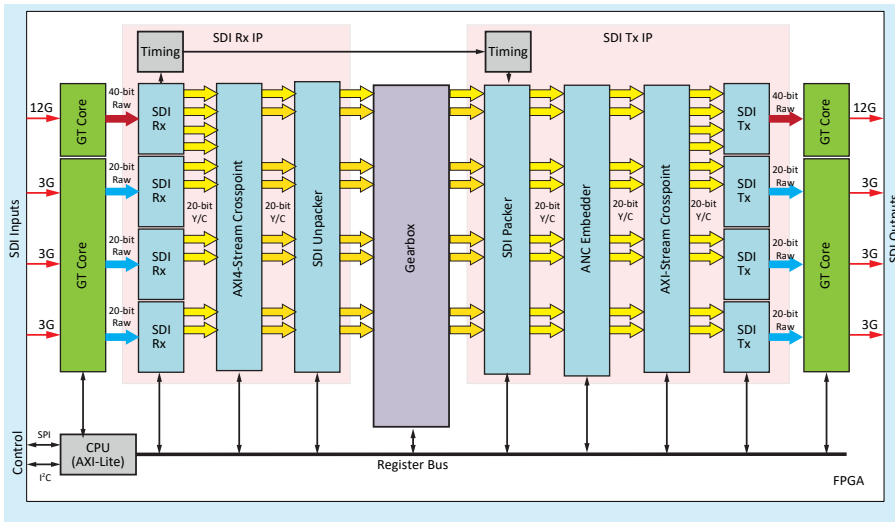 SDI Rx IP
SDI Tx IP
Timing
Timing
12G
3G
3G
3G
SDI Inputs
GT Core
GT Core
40-bit
Raw
20-bit
Raw
20-bit
Raw
20-bit
Raw
SDI
Rx
SDI
Rx
SDI
Rx
SDI
Rx
20-bit
Y/C
AXI4-Stream Crosspoint
20-bit
Y/C
SDI Unpacker
Gearbox
SDI Packer
20-bit
Y/C
ANC Embedder
20-bit
Y/C
AXI-Stream Crosspoint
20-bit
Y/C
SDI
Tx
SDI
Tx
SDI
Tx
SDI
Tx
40-bit
Raw
20-bit
Raw
20-bit
Raw
20-bit
Raw
GT Core
GT Core
12G
3G
3G
3G
SDI Outputs
Control
SPI
I²C
CPU
(AXI-Lite)
Register Bus
FPGA